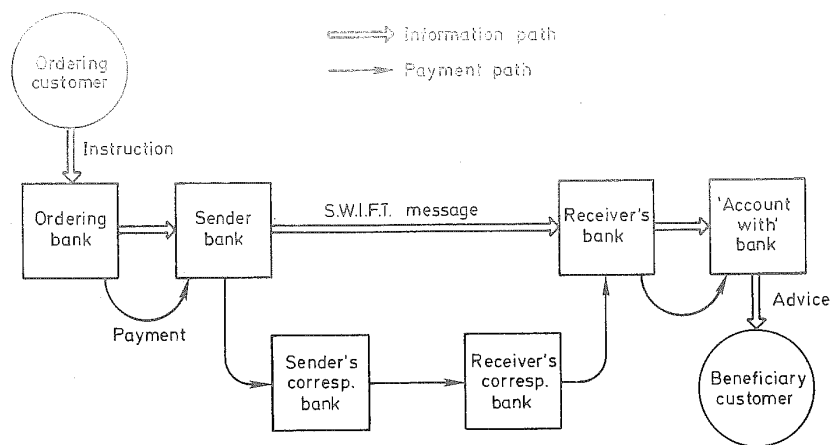 Information path
Payment path
Ordering
customer
Instruction
Ordering
bank
Sender
bank
S.W.I.F.T. message
Receiver's
bank
'Account
with'
bank
Payment
Advice
Sender's
corresp.
bank
Receiver's
corresp.
bank
Beneficiary
customer